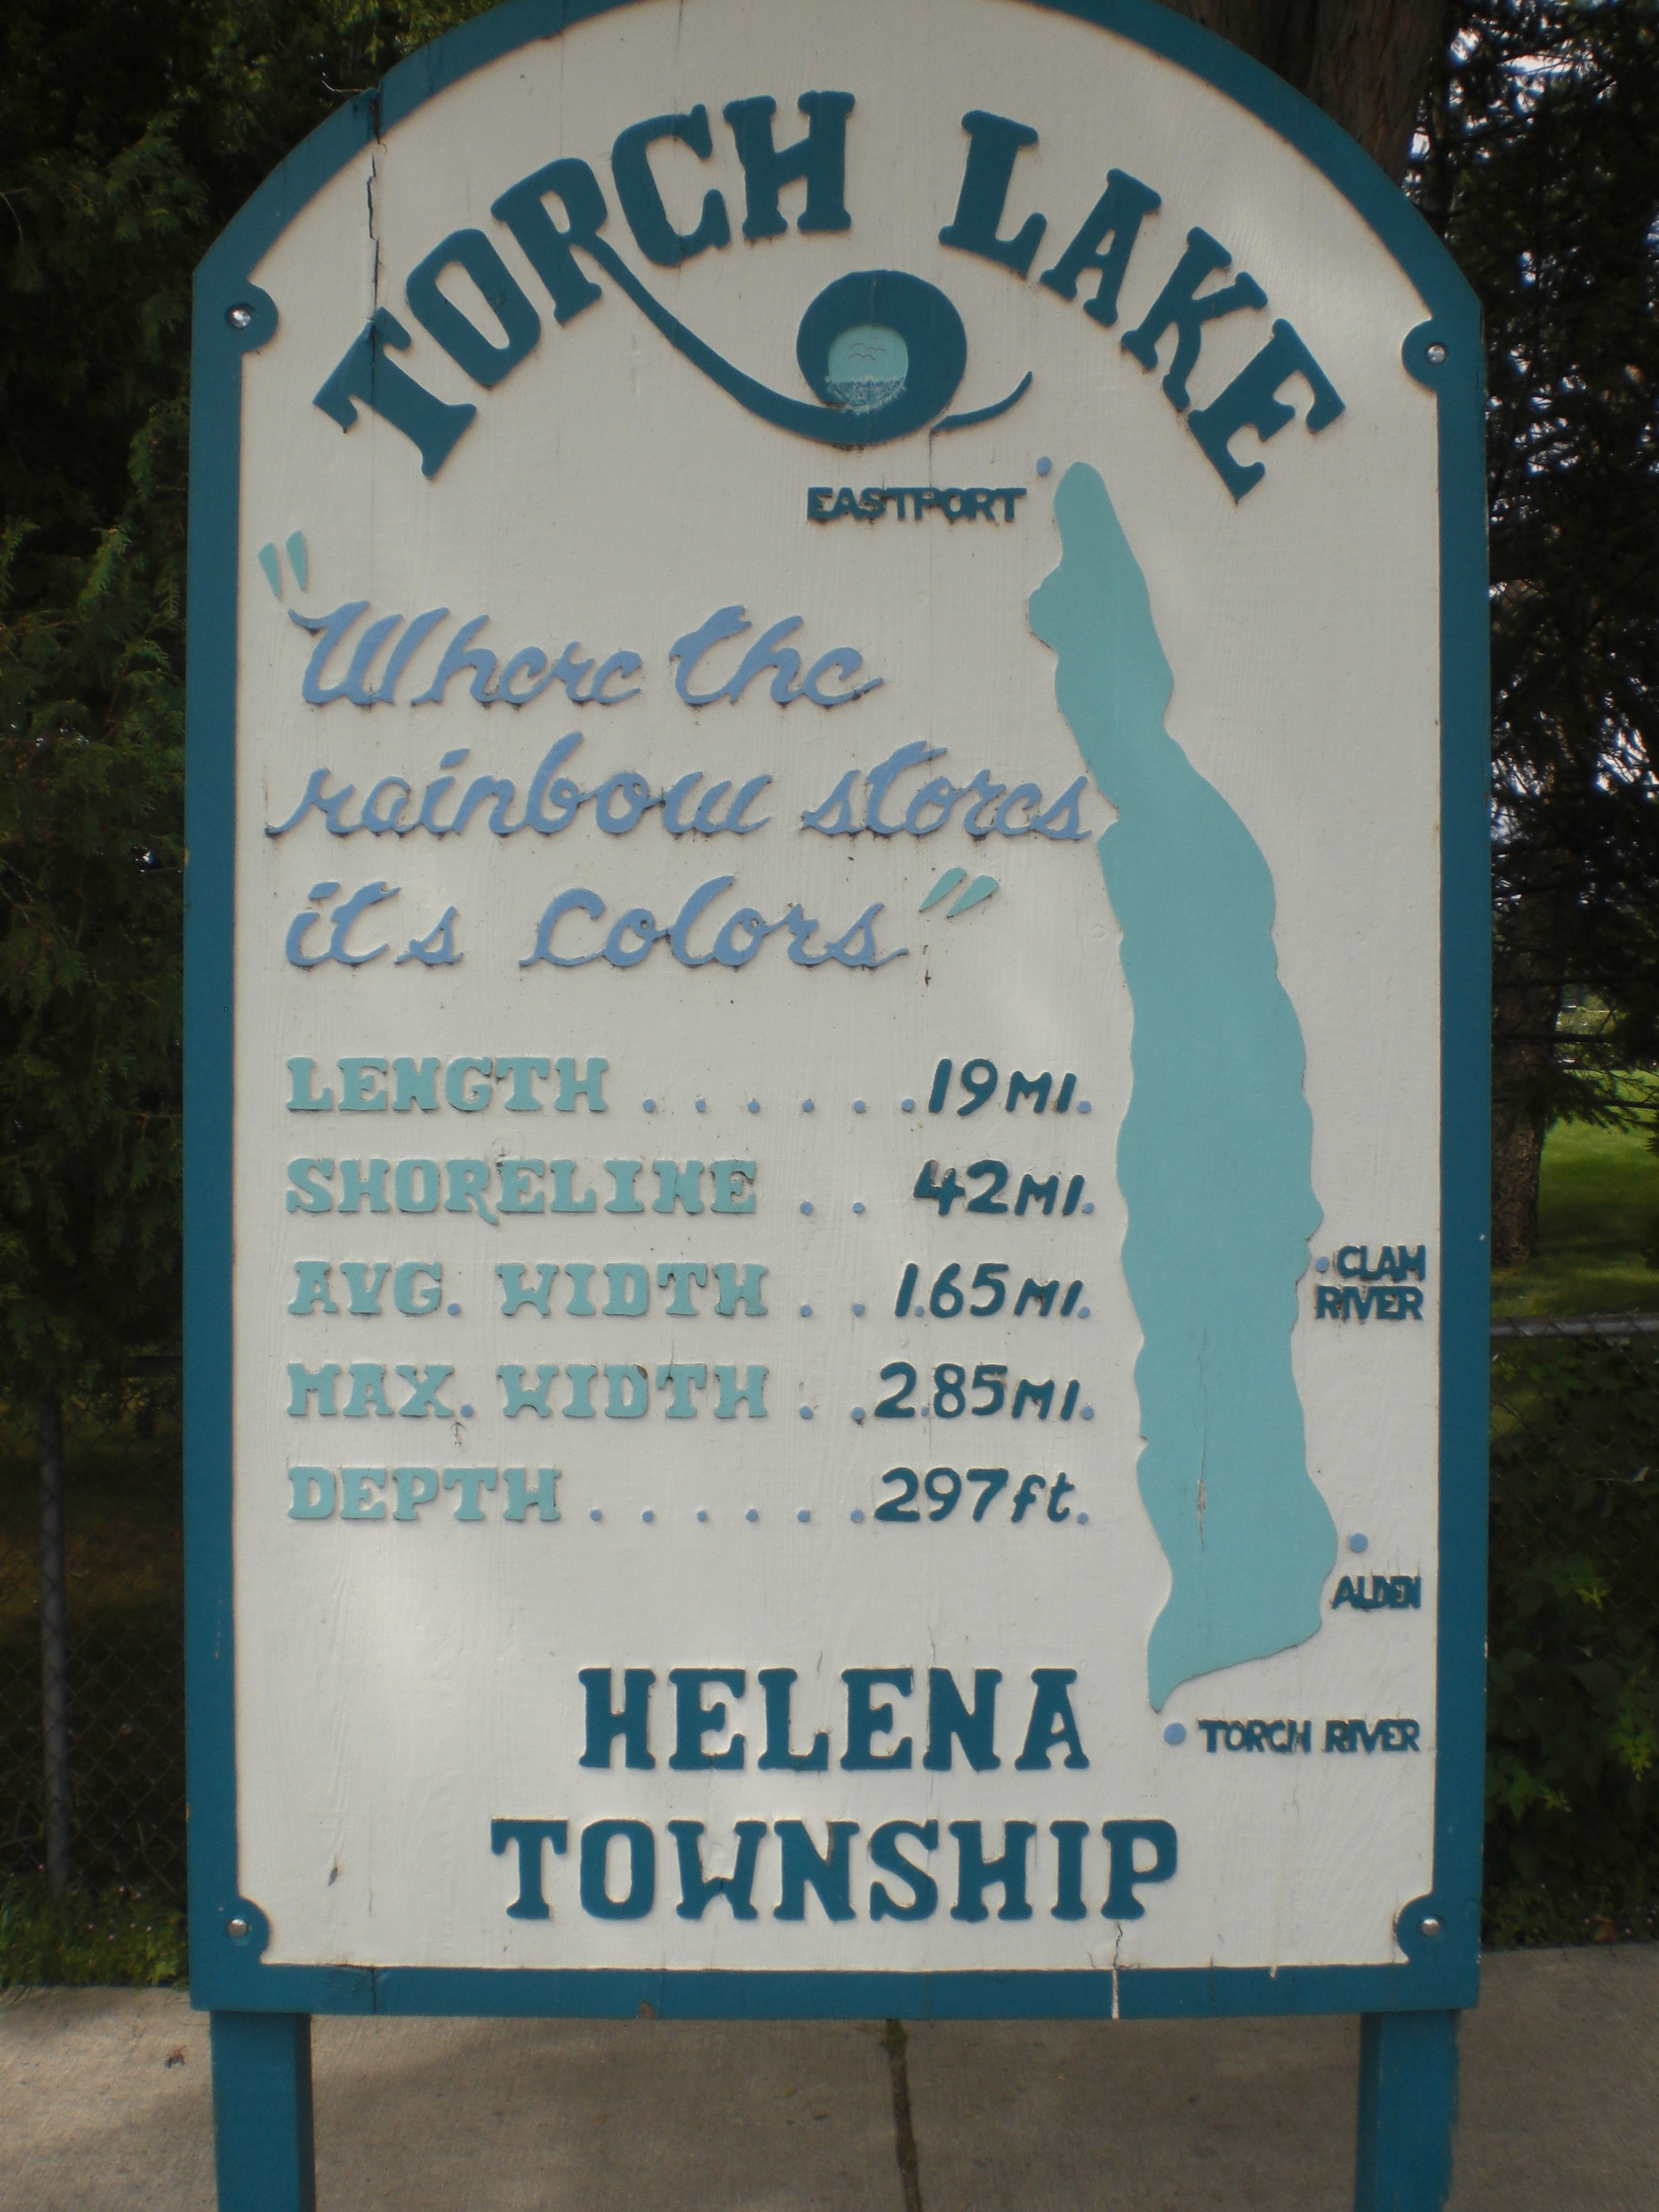 TORCH LAKE
EASTPORT
"Where the
rainbow stores
it's colors"
LENGTH . . . . . . 19 MI.
SHORELINE . . 42 MI.
AVG. WIDTH . . 1.65 MI.
CLAM
RIVER
MAX. WIDTH . . 2.85 MI.
DEPTH . . . . . . 297 ft.
ALDEN
HELENA
TORCH RIVER
TOWNSHIP